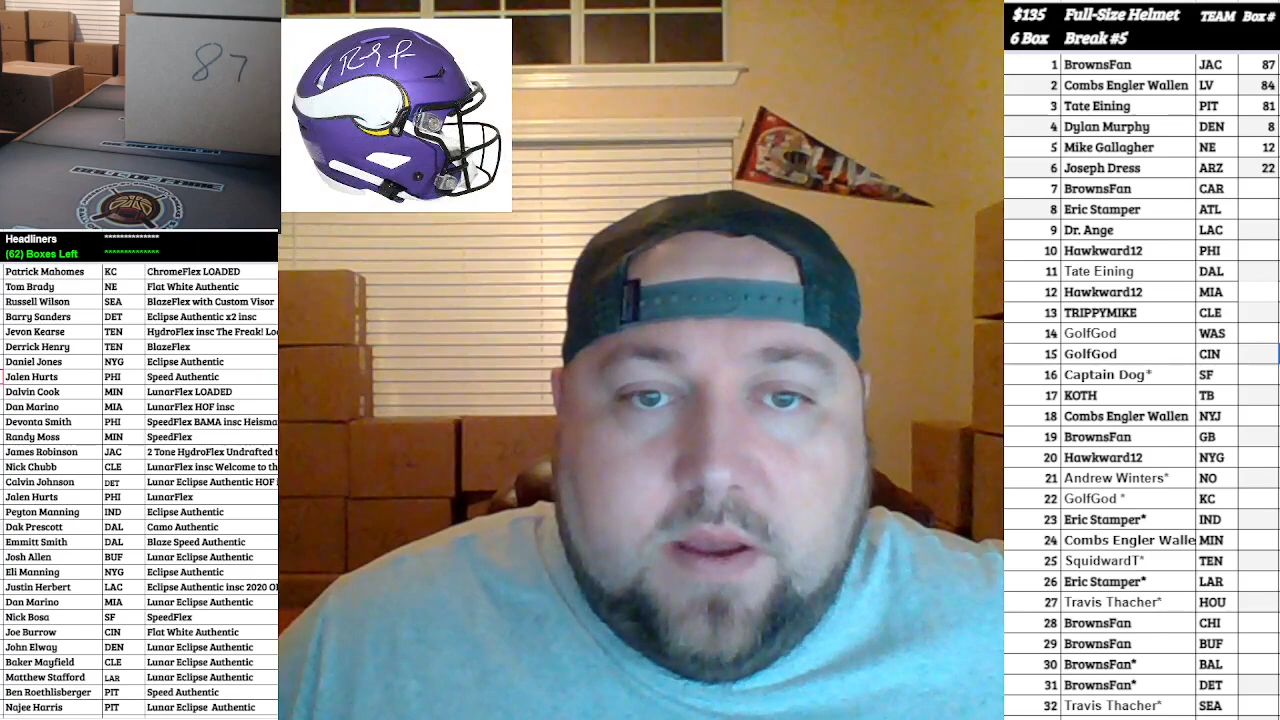 87
Headliners **************
(62) Boxes Left **************
Patrick Mahomes KC ChromeFlex LOADED
Tom Brady NE Flat White Authentic
Russell Wilson SEA BlazeFlex with Custom Visor
Barry Sanders DET Eclipse Authentic x2 insc
Jevon Kearse TEN HydroFlex insc The Freak! Lo
Derrick Henry TEN BlazeFlex
Daniel Jones NYG Eclipse Authentic
Jalen Hurts PHI Speed Authentic
Dalvin Cook MIN LunarFlex LOADED
Dan Marino MIA LunarFlex HOF insc
Devonta Smith PHI SpeedFlex BAMA insc Heisma
Randy Moss MIN SpeedFlex
James Robinson JAC 2 Tone HydroFlex Undrafted
Nick Chubb CLE LunarFlex insc Welcome to th
Calvin Johnson DET Lunar Eclipse Authentic HOF
Jalen Hurts PHI LunarFlex
Peyton Manning IND Eclipse Authentic
Dak Prescott DAL Camo Authentic
Emmitt Smith DAL Blaze Speed Authentic
Josh Allen BUF Lunar Eclipse Authentic
Eli Manning NYG Eclipse Authentic
Justin Herbert LAC Eclipse Authentic insc 2020
Dan Marino MIA Lunar Eclipse Authentic
Nick Bosa SF SpeedFlex
Joe Burrow CIN Flat White Authentic
John Elway DEN Lunar Eclipse Authentic
Baker Mayfield CLE Lunar Eclipse Authentic
Matthew Stafford LAR Lunar Eclipse Authentic
Ben Roethlisberger PIT Speed Authentic
Najee Harris PIT Lunar Eclipse Authentic
$135 Full-Size Helmet TEAM Box #
6 Box Break #5
1 BrownsFan JAC 87
2 Combs Engler Wallen LV 84
3 Tate Eining PIT 81
4 Dylan Murphy DEN 8
5 Mike Gallagher NE 12
6 Joseph Dress ARZ 22
7 BrownsFan CAR
8 Eric Stamper ATL
9 Dr. Ange LAC
10 Hawkward12 PHI
11 Tate Eining DAL
12 Hawkward12 MIA
13 TRIPPYMIKE CLE
14 GolfGod WAS
15 GolfGod CIN
16 Captain Dog* SF
17 KOTH TB
18 Combs Engler Wallen NYJ
19 BrownsFan GB
20 Hawkward12 NYG
21 Andrew Winters* NO
22 GolfGod * KC
23 Eric Stamper* IND
24 Combs Engler Walle MIN
25 SquidwardT* TEN
26 Eric Stamper* LAR
27 Travis Thacher* HOU
28 BrownsFan CHI
29 BrownsFan BUF
30 BrownsFan* BAL
31 BrownsFan* DET
32 Travis Thacher* SEA